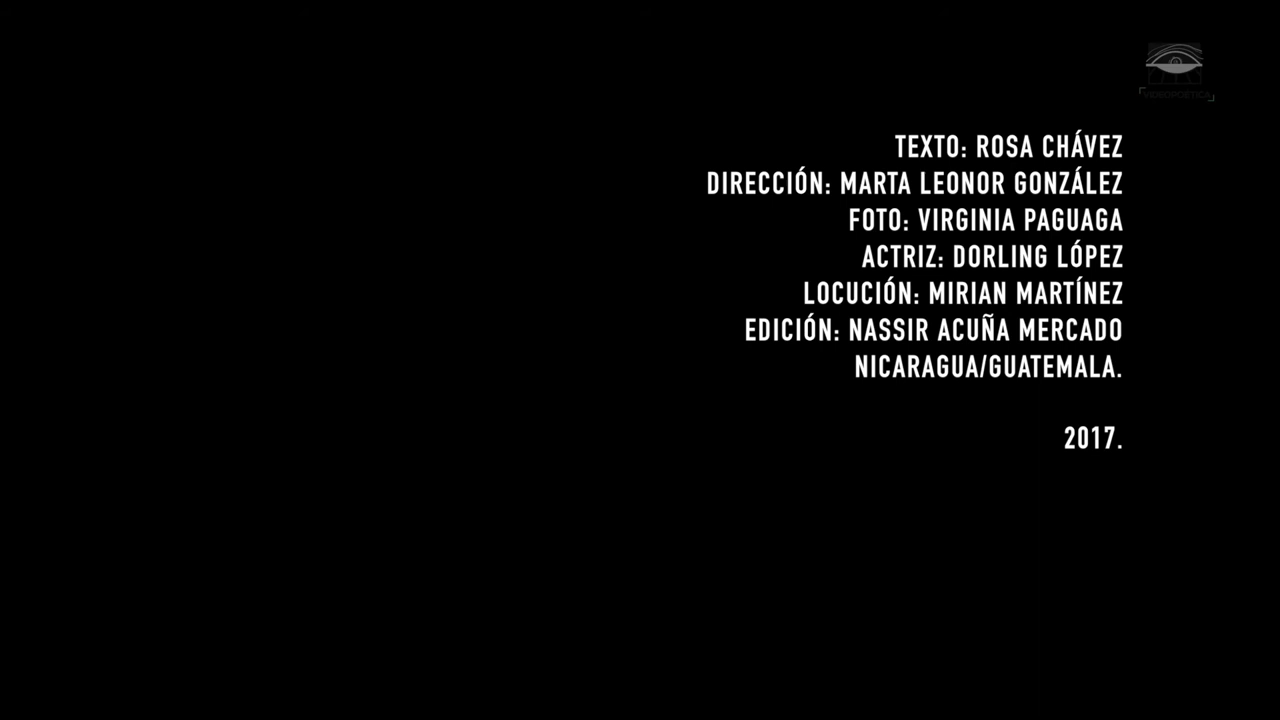 VIDEOPOÉTICA
TEXTO: ROSA CHÁVEZ
DIRECCIÓN: MARTA LEONOR GONZÁLEZ
FOTO: VIRGINIA PAGUAGA
ACTRIZ: DORLING LÓPEZ
LOCUCIÓN: MIRIAN MARTÍNEZ
EDICIÓN: NASSIR ACUÑA MERCADO
NICARAGUA/GUATEMALA.
2017.